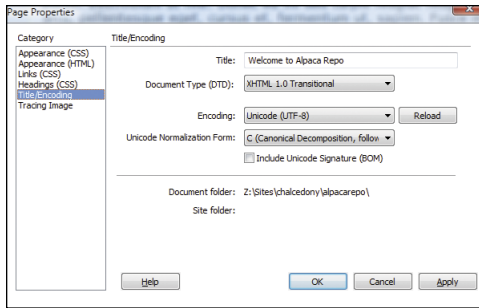 Page Properties
Category
Appearance (CSS)
Appearance (HTML)
Links (CSS)
Headings (CSS)
Title/Encoding
Tracing Image
Title/Encoding
Title: Welcome to Alpaca Repo
Document Type (DTD): XHTML 1.0 Transitional
Encoding: Unicode (UTF-8) Reload
Unicode Normalization Form: C (Canonical Decomposition, follow
Include Unicode Signature (BOM)
Document folder: Z:\Sites\chalcedony\alpacarepo\
Site folder:
Help OK Cancel Apply